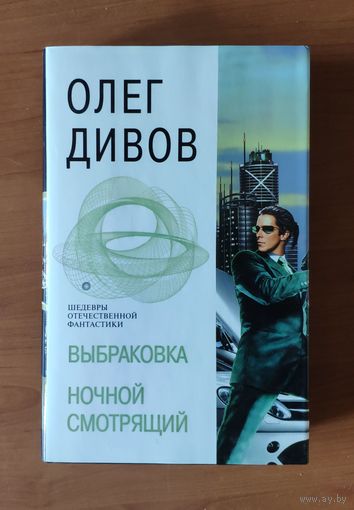 ОЛЕГ
ДИВОВ
ШЕДЕВРЫ
ОТЕЧЕСТВЕННОЙ
ФАНТАСТИКИ
ВЫБРАКОВКА
НОЧНОЙ
СМОТРЯЩИЙ
www.ay.by